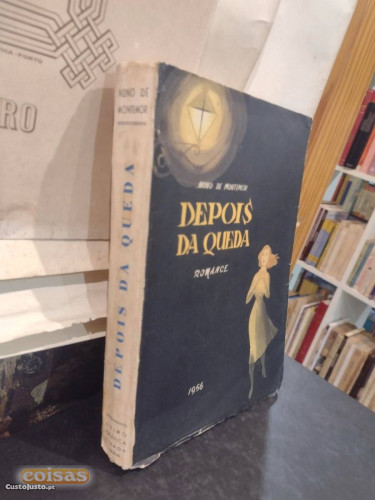 RO
NUNO DE
MONTEMOR
DEPOIS DA QUEDA
NUNO DE MONTEMOR
DEPOIS
DA QUEDA
ROMANCE
1956
coisas
CustoJusto.pt